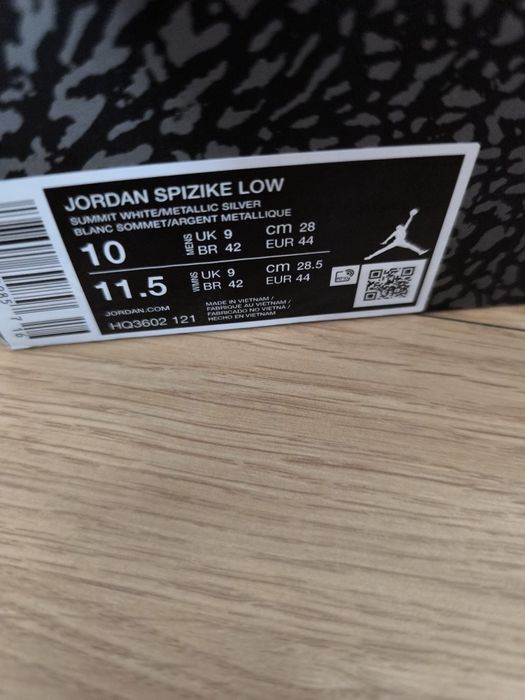 JORDAN SPIZIKE LOW
SUMMIT WHITE/METALLIC SILVER
BLANC SOMMET/ARGENT METALLIQUE
10 MENS UK 9 CM 28
BR 42 EUR 44
11.5 WMNS UK 9 CM 28.5
BR 42 EUR 44
JORDAN.COM
HQ3602 121
MADE IN VIETNAM /
FABRIQUE AU VIETNAM /
FABRICADO NO VIETNA /
HECHO EN VIETNAM